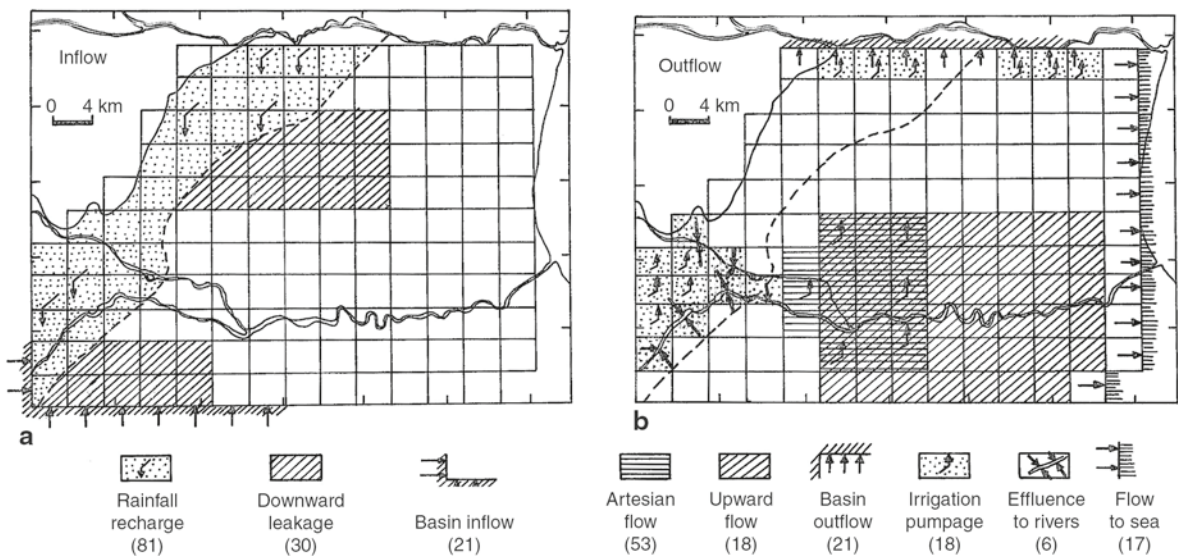 Inflow
0 4 km
a
Outflow
0 4 km
b
Rainfall
recharge
(81)
Downward
leakage
(30)
Basin inflow
(21)
Artesian
flow
(53)
Upward
flow
(18)
Basin
outflow
(21)
Irrigation
pumpage
(18)
Effluence
to rivers
(6)
Flow
to sea
(17)